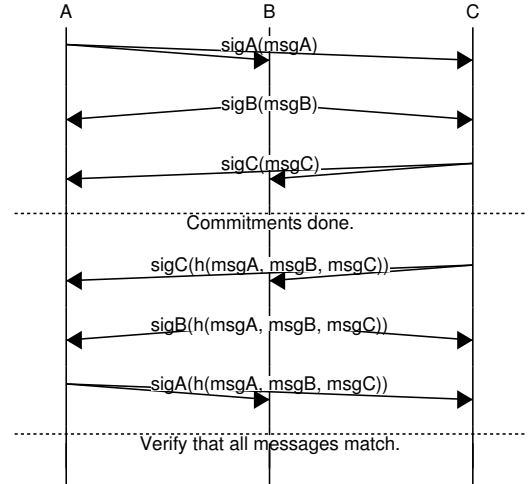 A B C
sigA(msgA)
sigB(msgB)
sigC(msgC)
Commitments done.
sigC(h(msgA, msgB, msgC))
sigB(h(msgA, msgB, msgC))
sigA(h(msgA, msgB, msgC))
Verify that all messages match.